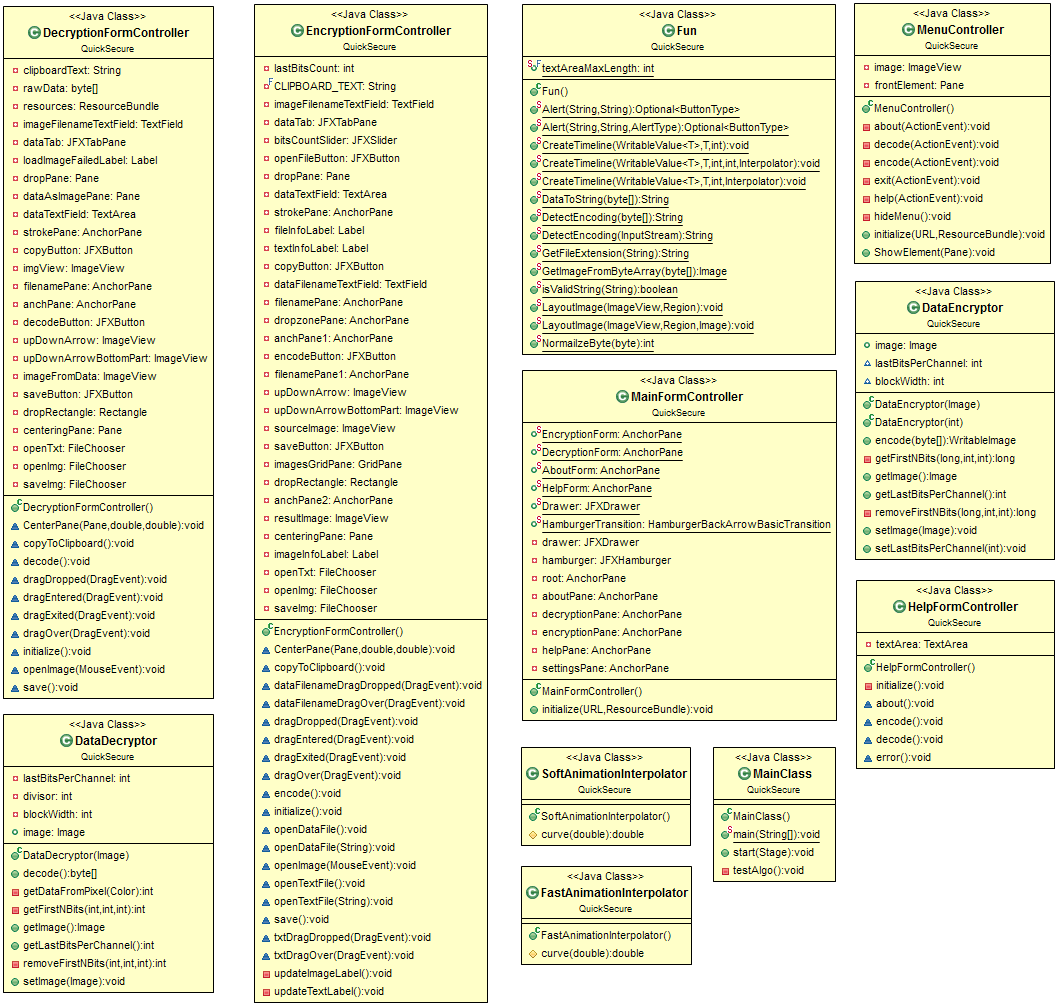 <<Java Class>>
DecryptionFormController
QuickSecure
clipboardText: String
rawData: byte[]
resources: ResourceBundle
imageFilenameTextField: TextField
dataTab: JFXTabPane
loadImageFailedLabel: Label
dropPane: Pane
dataAsImagePane: Pane
dataTextField: TextArea
strokePane: AnchorPane
copyButton: JFXButton
imgView: ImageView
filenamePane: AnchorPane
anchPane: AnchorPane
decodeButton: JFXButton
upDownArrow: ImageView
upDownArrowBottomPart: ImageView
imageFromData: ImageView
saveButton: JFXButton
dropRectangle: Rectangle
centeringPane: Pane
openTxt: FileChooser
openImg: FileChooser
saveImg: FileChooser
DecryptionFormController()
CenterPane(Pane,double,double):void
copyToClipboard():void
decode():void
dragDropped(DragEvent):void
dragEntered(DragEvent):void
dragExited(DragEvent):void
dragOver(DragEvent):void
initialize():void
openImage(MouseEvent):void
save():void
<<Java Class>>
DataDecryptor
QuickSecure
lastBitsPerChannel: int
divisor: int
blockWidth: int
image: Image
DataDecryptor(Image)
decode():byte[]
getDataFromPixel(Color):int
getFirstNBits(int,int,int):int
getImage():Image
getLastBitsPerChannel():int
removeFirstNBits(int,int,int):int
setImage(Image):void
<<Java Class>>
EncryptionFormController
QuickSecure
lastBitsCount: int
CLIPBOARD_TEXT: String
imageFilenameTextField: TextField
dataTab: JFXTabPane
bitsCountSlider: JFXSlider
openFileButton: JFXButton
dropPane: Pane
dataTextField: TextArea
strokePane: AnchorPane
fileInfoLabel: Label
textInfoLabel: Label
copyButton: JFXButton
dataFilenameTextField: TextField
filenamePane: AnchorPane
dropzonePane: AnchorPane
anchPane1: AnchorPane
encodeButton: JFXButton
filenamePane1: AnchorPane
upDownArrow: ImageView
upDownArrowBottomPart: ImageView
sourceImage: ImageView
saveButton: JFXButton
imagesGridPane: GridPane
dropRectangle: Rectangle
anchPane2: AnchorPane
resultImage: ImageView
centeringPane: Pane
imageInfoLabel: Label
openTxt: FileChooser
openImg: FileChooser
saveImg: FileChooser
EncryptionFormController()
CenterPane(Pane,double,double):void
copyToClipboard():void
dataFilenameDragDropped(DragEvent):void
dataFilenameDragOver(DragEvent):void
dragDropped(DragEvent):void
dragEntered(DragEvent):void
dragExited(DragEvent):void
dragOver(DragEvent):void
encode():void
initialize():void
openDataFile():void
openDataFile(String):void
openImage(MouseEvent):void
openTextFile():void
openTextFile(String):void
save():void
txtDragDropped(DragEvent):void
txtDragOver(DragEvent):void
updateImageLabel():void
updateTextLabel():void
<<Java Class>>
Fun
QuickSecure
textAreaMaxLength: int
Fun()
Alert(String,String):Optional<ButtonType>
Alert(String,String,AlertType):Optional<ButtonType>
CreateTimeline(WritableValue<T>,T,int):void
CreateTimeline(WritableValue<T>,T,int,int,Interpolator):void
CreateTimeline(WritableValue<T>,T,int,Interpolator):void
DataToString(byte[]):String
DetectEncoding(byte[]):String
DetectEncoding(InputStream):String
GetFileExtension(String):String
GetImageFromByteArray(byte[]):Image
isValidString(String):boolean
LayoutImage(ImageView,Region):void
LayoutImage(ImageView,Region,Image):void
NormailzeByte(byte):int
<<Java Class>>
MainFormController
QuickSecure
EncryptionForm: AnchorPane
DecryptionForm: AnchorPane
AboutForm: AnchorPane
HelpForm: AnchorPane
Drawer: JFXDrawer
HamburgerTransition: HamburgerBackArrowBasicTransition
drawer: JFXDrawer
hamburger: JFXHamburger
root: AnchorPane
aboutPane: AnchorPane
decryptionPane: AnchorPane
encryptionPane: AnchorPane
helpPane: AnchorPane
settingsPane: AnchorPane
MainFormController()
initialize(URL,ResourceBundle):void
<<Java Class>>
SoftAnimationInterpolator
QuickSecure
SoftAnimationInterpolator()
curve(double):double
<<Java Class>>
FastAnimationInterpolator
QuickSecure
FastAnimationInterpolator()
curve(double):double
<<Java Class>>
MainClass
QuickSecure
MainClass()
main(String[]):void
start(Stage):void
testAlgo():void
<<Java Class>>
MenuController
QuickSecure
image: ImageView
frontElement: Pane
MenuController()
about(ActionEvent):void
decode(ActionEvent):void
encode(ActionEvent):void
exit(ActionEvent):void
help(ActionEvent):void
hideMenu():void
initialize(URL,ResourceBundle):void
ShowElement(Pane):void
<<Java Class>>
DataEncryptor
QuickSecure
image: Image
lastBitsPerChannel: int
blockWidth: int
DataEncryptor(Image)
DataEncryptor(int)
encode(byte[]):WritableImage
getFirstNBits(long,int,int):long
getImage():Image
getLastBitsPerChannel():int
removeFirstNBits(long,int,int):long
setImage(Image):void
setLastBitsPerChannel(int):void
<<Java Class>>
HelpFormController
QuickSecure
textArea: TextArea
HelpFormController()
initialize():void
about():void
encode():void
decode():void
error():void